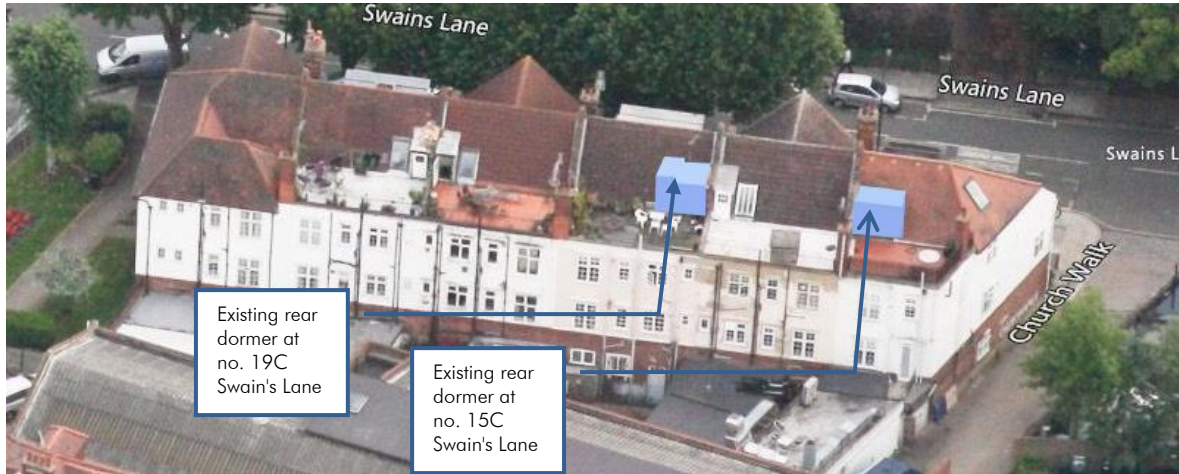 Swains Lane
Swains Lane
Swains L
Church Walk
Existing rear
dormer at
no. 19C
Swain's Lane
Existing rear
dormer at
no. 15C
Swain's Lane